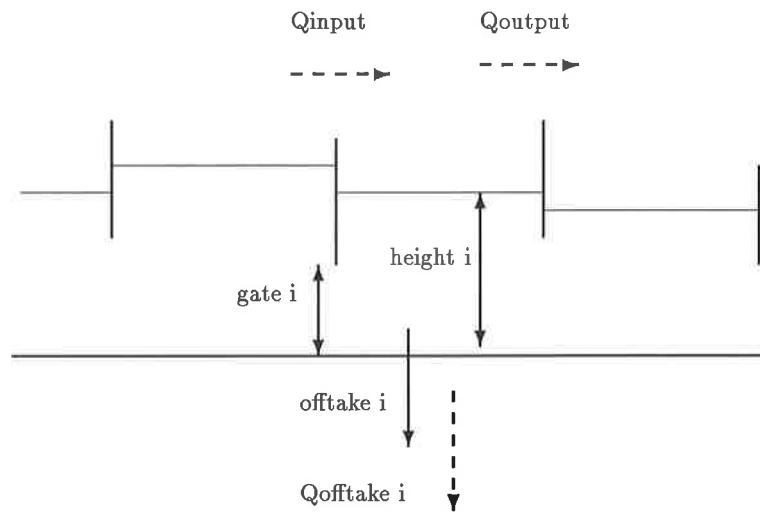 Qinput
Qoutput
height i
gate i
offtake i
Qofftake i